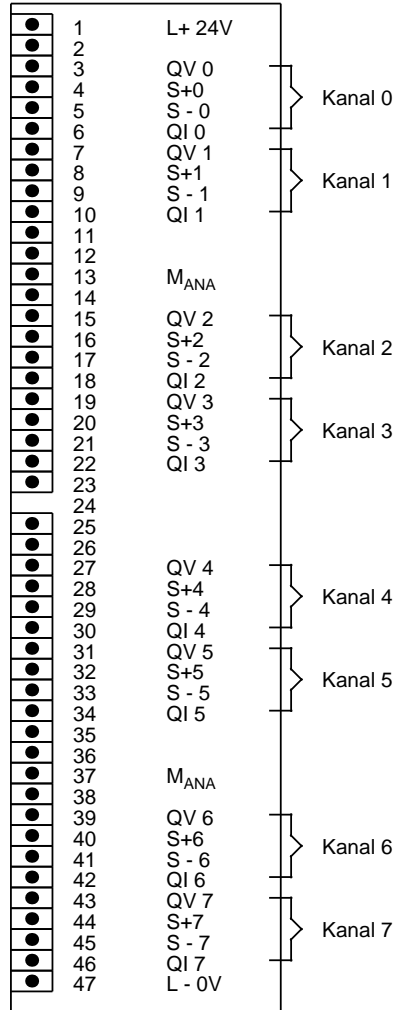 1 L+ 24V
2
3 QV 0
4 S+0 Kanal 0
5 S - 0
6 QI 0
7 QV 1
8 S+1 Kanal 1
9 S - 1
10 QI 1
11
12
13 MANA
14
15 QV 2
16 S+2 Kanal 2
17 S - 2
18 QI 2
19 QV 3
20 S+3 Kanal 3
21 S - 3
22 QI 3
23
24
25
26
27 QV 4
28 S+4 Kanal 4
29 S - 4
30 QI 4
31 QV 5
32 S+5 Kanal 5
33 S - 5
34 QI 5
35
36
37 MANA
38
39 QV 6
40 S+6 Kanal 6
41 S - 6
42 QI 6
43 QV 7
44 S+7 Kanal 7
45 S - 7
46 QI 7
47 L - 0V